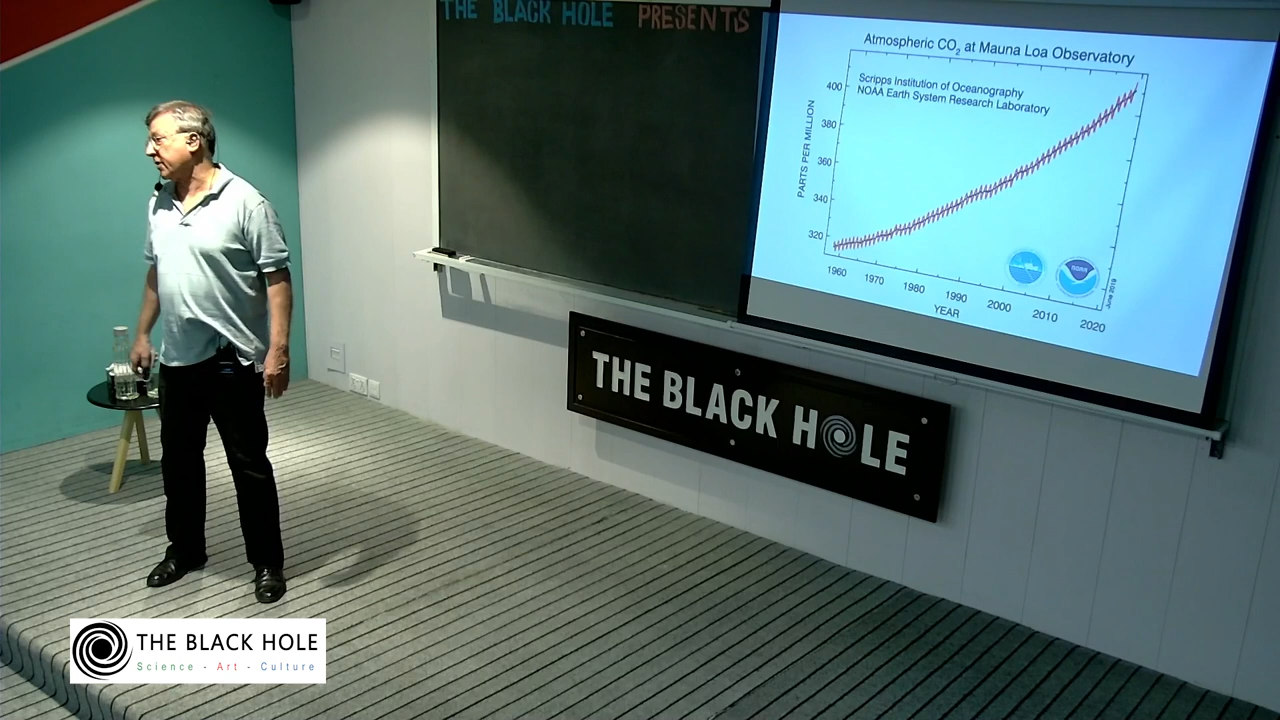 THE BLACK HOLE PRESENTS
Atmospheric CO2 at Mauna Loa Observatory
Scripps Institution of Oceanography
NOAA Earth System Research Laboratory
PARTS PER MILLION
400
380
360
340
320
1960 1970 1980 1990 2000 2010 2020
YEAR
NOAA
June 2019
THE BLACK HOLE
THE BLACK HOLE
Science - Art - Culture